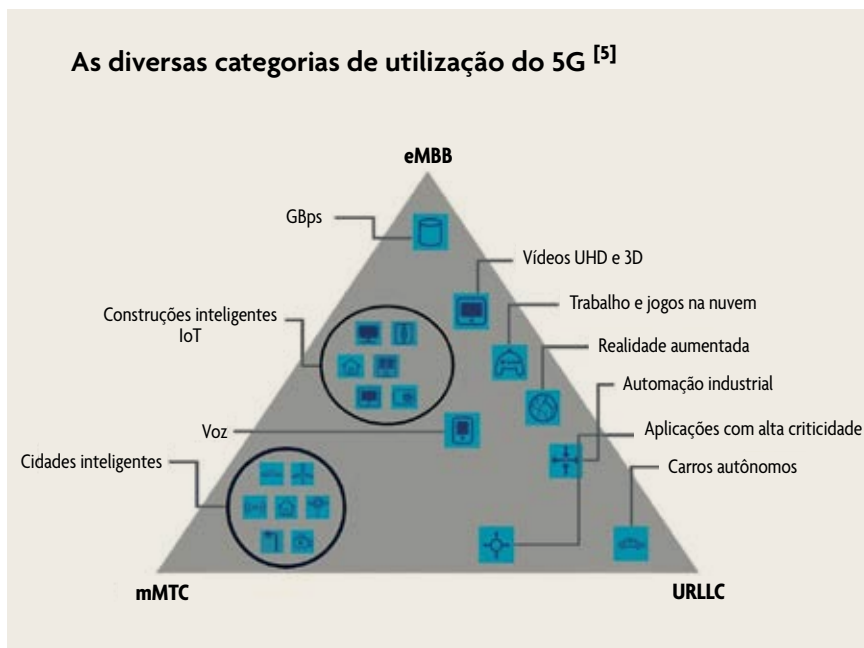 As diversas categorias de utilização do 5G [5]
eMBB
GBps
Vídeos UHD e 3D
Construções inteligentes
IoT
Trabalho e jogos na nuvem
Realidade aumentada
Automação industrial
Voz
Aplicações com alta criticidade
Cidades inteligentes
Carros autônomos
mMTC
URLLC